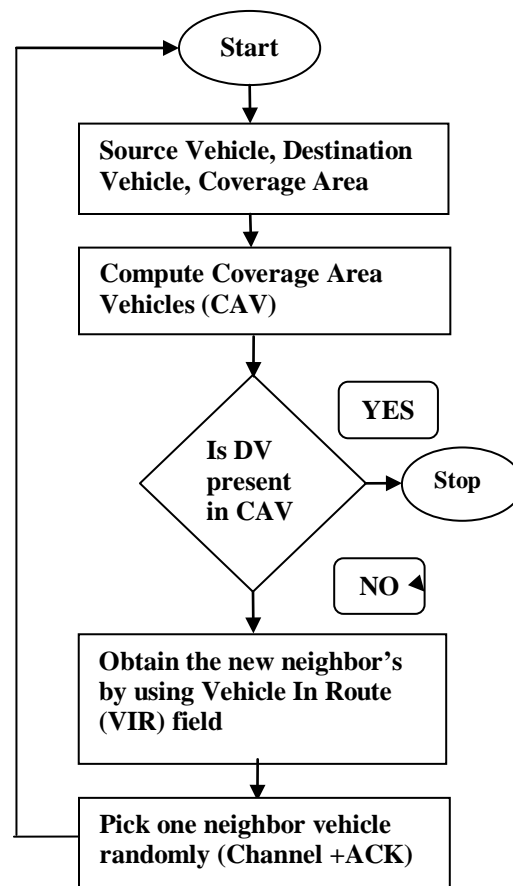 Start
Source Vehicle, Destination
Vehicle, Coverage Area
Compute Coverage Area
Vehicles (CAV)
YES
Is DV
present
in CAV
Stop
NO
Obtain the new neighbor's
by using Vehicle In Route
(VIR) field
Pick one neighbor vehicle
randomly (Channel +ACK)